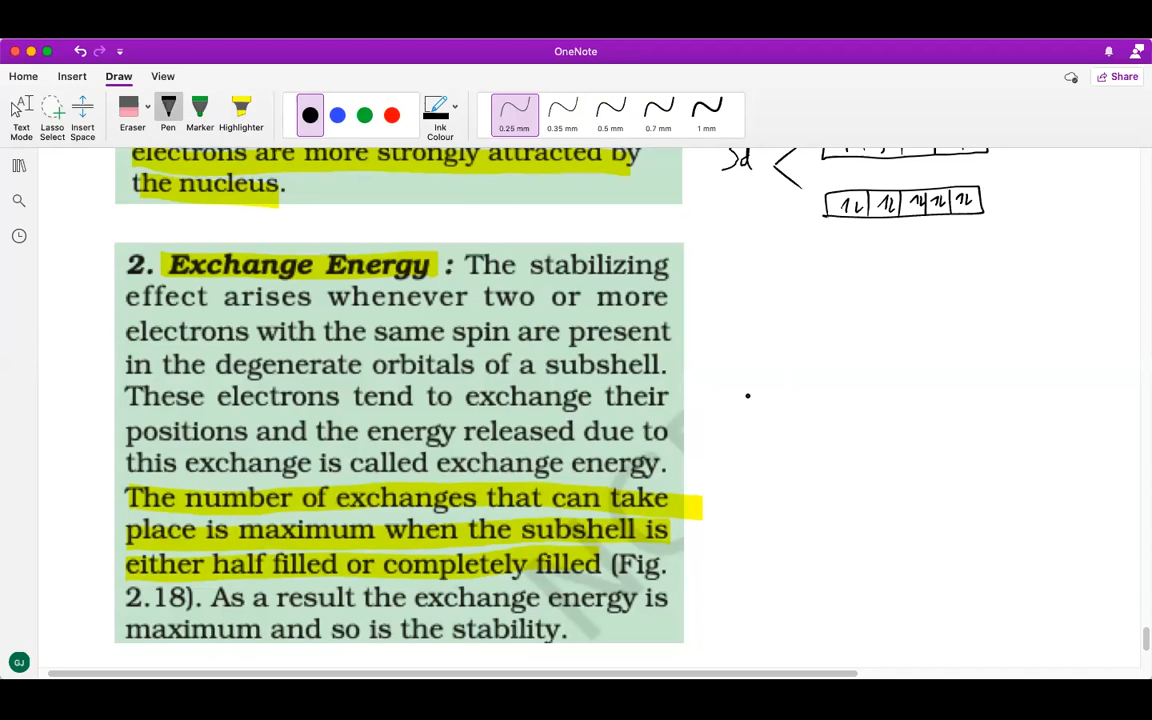 OneNote
Home Insert Draw View
Share
Text Mode
Lasso Select
Insert Space
Eraser
Pen
Marker
Highlighter
Ink Colour
0.25 mm
0.35 mm
0.5 mm
0.7 mm
1 mm
electrons are more strongly attracted by
the nucleus.
3d
2. Exchange Energy : The stabilizing
effect arises whenever two or more
electrons with the same spin are present
in the degenerate orbitals of a subshell.
These electrons tend to exchange their
positions and the energy released due to
this exchange is called exchange energy.
The number of exchanges that can take
place is maximum when the subshell is
either half filled or completely filled (Fig.
2.18). As a result the exchange energy is
maximum and so is the stability.
GJ